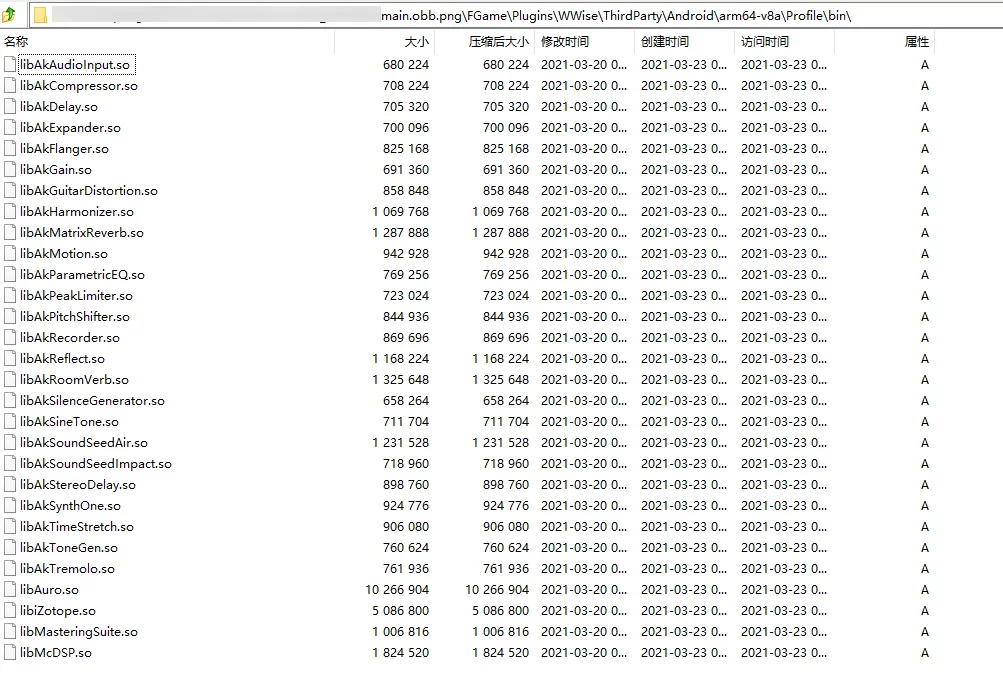 main.obb.png\FGame\Plugins\WWise\ThirdParty\Android\arm64-v8a\Profile\bin\
名称 大小 压缩后大小 修改时间 创建时间 访问时间 属性
libAkAudioInput.so 680 224 680 224 2021-03-20 0... 2021-03-23 0... 2021-03-23 0... A
libAkCompressor.so 708 224 708 224 2021-03-20 0... 2021-03-23 0... 2021-03-23 0... A
libAkDelay.so 705 320 705 320 2021-03-20 0... 2021-03-23 0... 2021-03-23 0... A
libAkExpander.so 700 096 700 096 2021-03-20 0... 2021-03-23 0... 2021-03-23 0... A
libAkFlanger.so 825 168 825 168 2021-03-20 0... 2021-03-23 0... 2021-03-23 0... A
libAkGain.so 691 360 691 360 2021-03-20 0... 2021-03-23 0... 2021-03-23 0... A
libAkGuitarDistortion.so 858 848 858 848 2021-03-20 0... 2021-03-23 0... 2021-03-23 0... A
libAkHarmonizer.so 1 069 768 1 069 768 2021-03-20 0... 2021-03-23 0... 2021-03-23 0... A
libAkMatrixReverb.so 1 287 888 1 287 888 2021-03-20 0... 2021-03-23 0... 2021-03-23 0... A
libAkMotion.so 942 928 942 928 2021-03-20 0... 2021-03-23 0... 2021-03-23 0... A
libAkParametricEQ.so 769 256 769 256 2021-03-20 0... 2021-03-23 0... 2021-03-23 0... A
libAkPeakLimiter.so 723 024 723 024 2021-03-20 0... 2021-03-23 0... 2021-03-23 0... A
libAkPitchShifter.so 844 936 844 936 2021-03-20 0... 2021-03-23 0... 2021-03-23 0... A
libAkRecorder.so 869 696 869 696 2021-03-20 0... 2021-03-23 0... 2021-03-23 0... A
libAkReflect.so 1 168 224 1 168 224 2021-03-20 0... 2021-03-23 0... 2021-03-23 0... A
libAkRoomVerb.so 1 325 648 1 325 648 2021-03-20 0... 2021-03-23 0... 2021-03-23 0... A
libAkSilenceGenerator.so 658 264 658 264 2021-03-20 0... 2021-03-23 0... 2021-03-23 0... A
libAkSineTone.so 711 704 711 704 2021-03-20 0... 2021-03-23 0... 2021-03-23 0... A
libAkSoundSeedAir.so 1 231 528 1 231 528 2021-03-20 0... 2021-03-23 0... 2021-03-23 0... A
libAkSoundSeedImpact.so 718 960 718 960 2021-03-20 0... 2021-03-23 0... 2021-03-23 0... A
libAkStereoDelay.so 898 760 898 760 2021-03-20 0... 2021-03-23 0... 2021-03-23 0... A
libAkSynthOne.so 924 776 924 776 2021-03-20 0... 2021-03-23 0... 2021-03-23 0... A
libAkTimeStretch.so 906 080 906 080 2021-03-20 0... 2021-03-23 0... 2021-03-23 0... A
libAkToneGen.so 760 624 760 624 2021-03-20 0... 2021-03-23 0... 2021-03-23 0... A
libAkTremolo.so 761 936 761 936 2021-03-20 0... 2021-03-23 0... 2021-03-23 0... A
libAuro.so 10 266 904 10 266 904 2021-03-20 0... 2021-03-23 0... 2021-03-23 0... A
libiZotope.so 5 086 800 5 086 800 2021-03-20 0... 2021-03-23 0... 2021-03-23 0... A
libMasteringSuite.so 1 006 816 1 006 816 2021-03-20 0... 2021-03-23 0... 2021-03-23 0... A
libMcDSP.so 1 824 520 1 824 520 2021-03-20 0... 2021-03-23 0... 2021-03-23 0... A